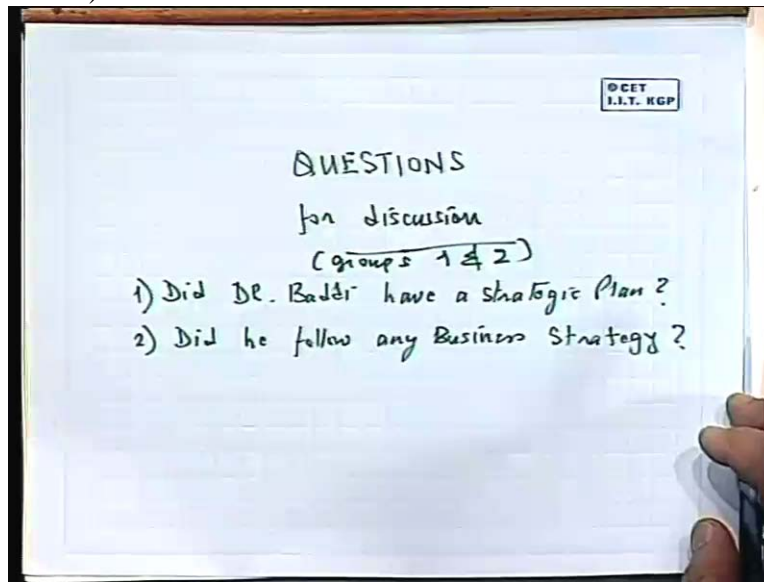 © CET
I.I.T. KGP
QUESTIONS
for discussion
(groups 1 & 2)
1) Did DR. Baddi have a strategic Plan?
2) Did he follow any Business Strategy?